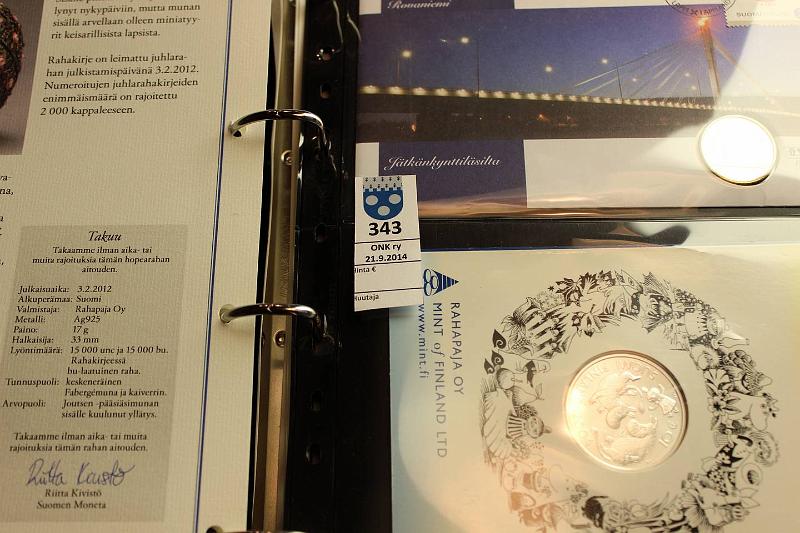 lynyt nykypäiviin, mutta munan
sisällä arvellaan olleen miniatyy-
rit keisarillisista lapsista.
Rahakirje on leimattu juhlara-
han julkistamispäivänä 3.2.2012.
Numeroitujen juhlarahakirjeiden
enimmäismäärä on rajoitettu
2 000 kappaleeseen.
Takuu
Takaamme ilman aika- tai
muita rajoituksia tämän hopearahan
aitouden.
Julkaisuaika: 3.2.2012
Alkuperämaa: Suomi
Valmistaja: Rahapaja Oy
Metalli: Ag925
Paino: 17 g
Halkaisija: 33 mm
Lyöntimäärä: 15 000 unc ja 15 000 bu.
Rahakirjeessä
bu-laatuinen raha.
Tunnuspuoli: keskeneräinen
Fabergémuna ja kaiverrin.
Arvopuoli: Joutsen -pääsiäismunan
sisälle kuulunut yllätys.
Takaamme ilman aika- tai muita
rajoituksia tämän rahan aitouden.
Riitta Kivistö
Riitta Kivistö
Suomen Moneta
Rovaniemi
Jätkänkynttiläsilta
343
ONK ry
21.9.2014
Hinta €
Huutaja
RAHAPAJA OY
MINT of FINLAND LTD
www.mint.fi